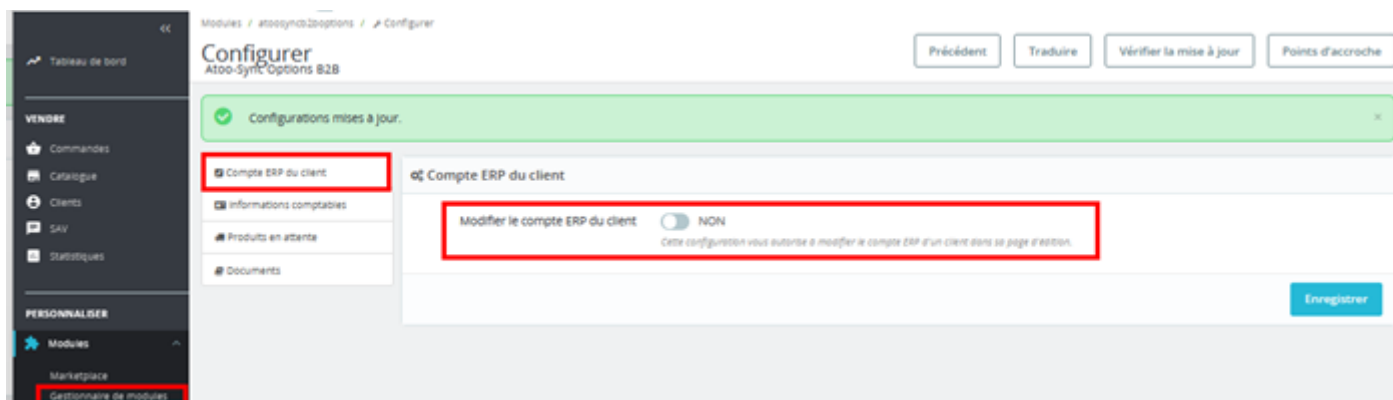 Modules / atoosyncb2boptions / Configurer
Configurer
Atoo-Sync Options B2B
Précédent
Traduire
Vérifier la mise à jour
Points d'accroche
Tableau de bord
VENDRE
Commandes
Catalogue
Clients
SAV
Statistiques
PERSONNALISER
Modules
Marketplace
Gestionnaire de modules
Configurations mises à jour.
Compte ERP du client
Informations comptables
Produits en attente
Documents
Compte ERP du client
Modifier le compte ERP du client NON
Cette configuration vous autorise à modifier le compte ERP d'un client dans sa page d'édition.
Enregistrer